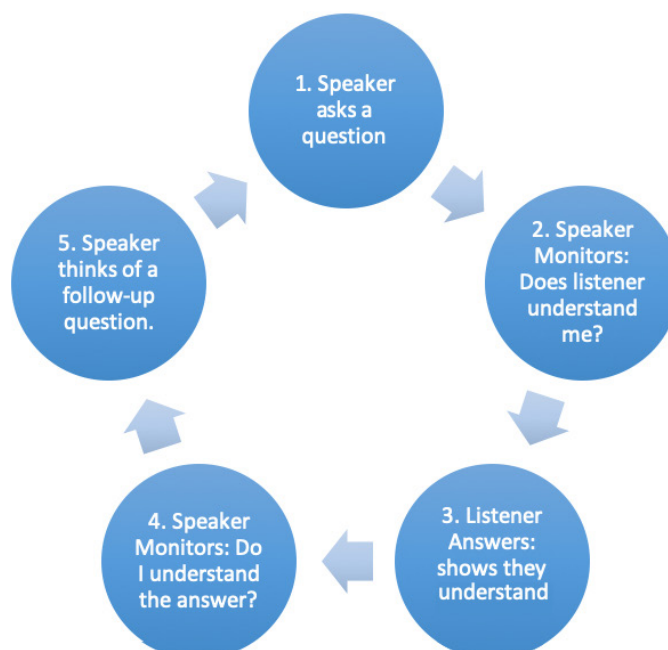 1. Speaker
asks a
question
2. Speaker
Monitors:
Does listener
understand
me?
3. Listener
Answers:
shows they
understand
4. Speaker
Monitors: Do
I understand
the answer?
5. Speaker
thinks of a
follow-up
question.